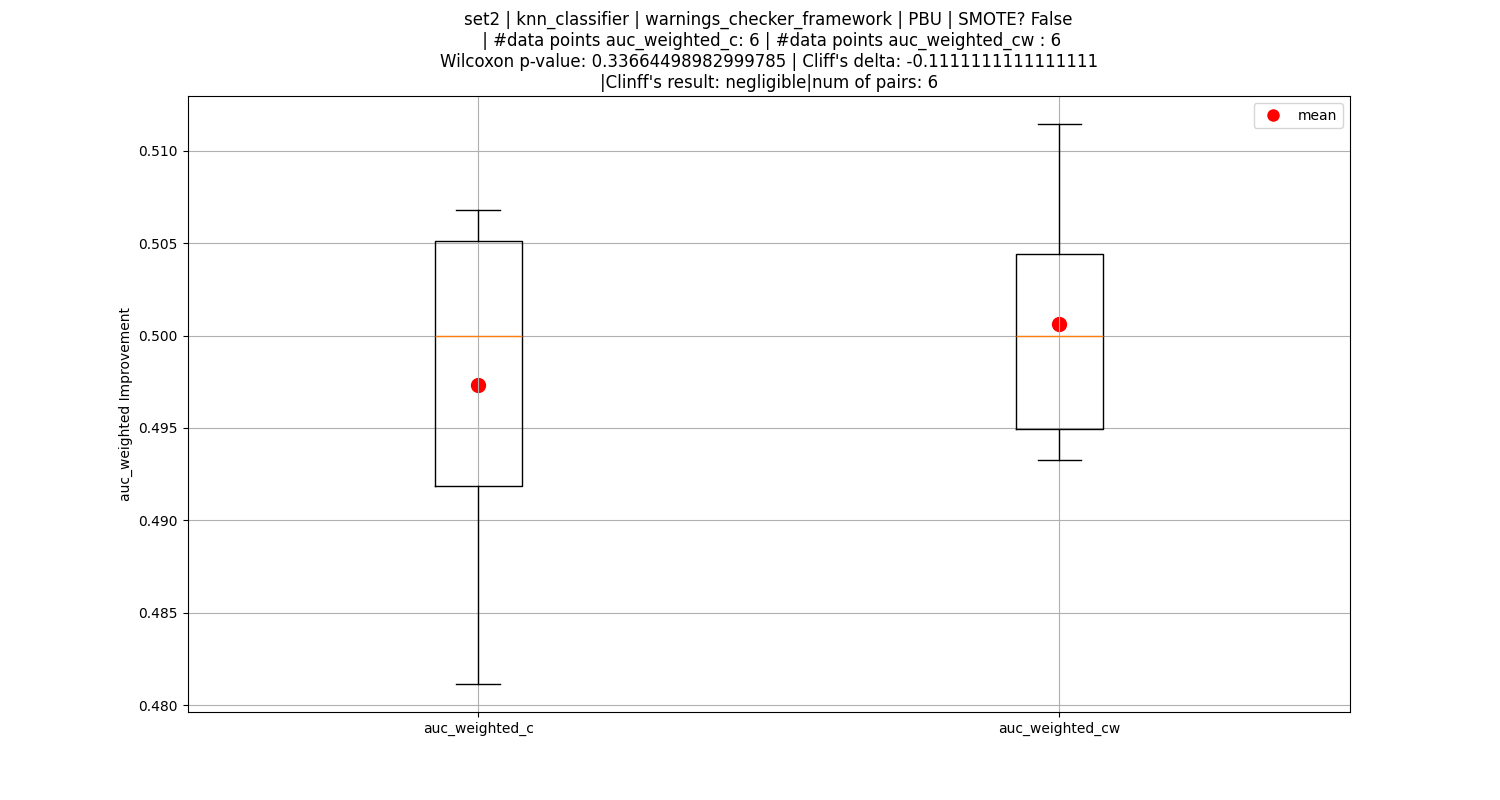 set2 | knn_classifier | warnings_checker_framework | PBU | SMOTE? False
| #data points auc_weighted_c: 6 | #data points auc_weighted_cw : 6
Wilcoxon p-value: 0.33664498982999785 | Cliff's delta: -0.1111111111111111
|Clinff's result: negligible|num of pairs: 6
mean
auc_weighted Improvement
0.510
0.505
0.500
0.495
0.490
0.485
0.480
auc_weighted_c
auc_weighted_cw